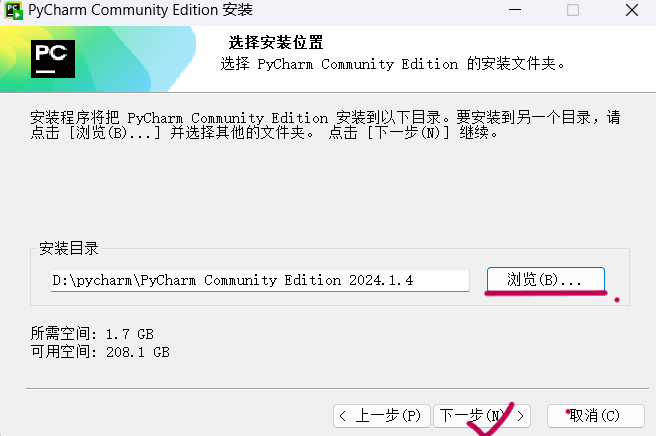 PyCharm Community Edition 安装
PC
选择安装位置
选择 PyCharm Community Edition 的安装文件夹。
安装程序将把 PyCharm Community Edition 安装到以下目录。要安装到另一个目录，请
点击 [浏览(B)...] 并选择其他的文件夹。 点击 [下一步(N)] 继续。
安装目录
D:\pycharm\PyCharm Community Edition 2024.1.4
浏览(B)...
所需空间: 1.7 GB
可用空间: 208.1 GB
< 上一步(P) 下一步(N) > 取消(C)